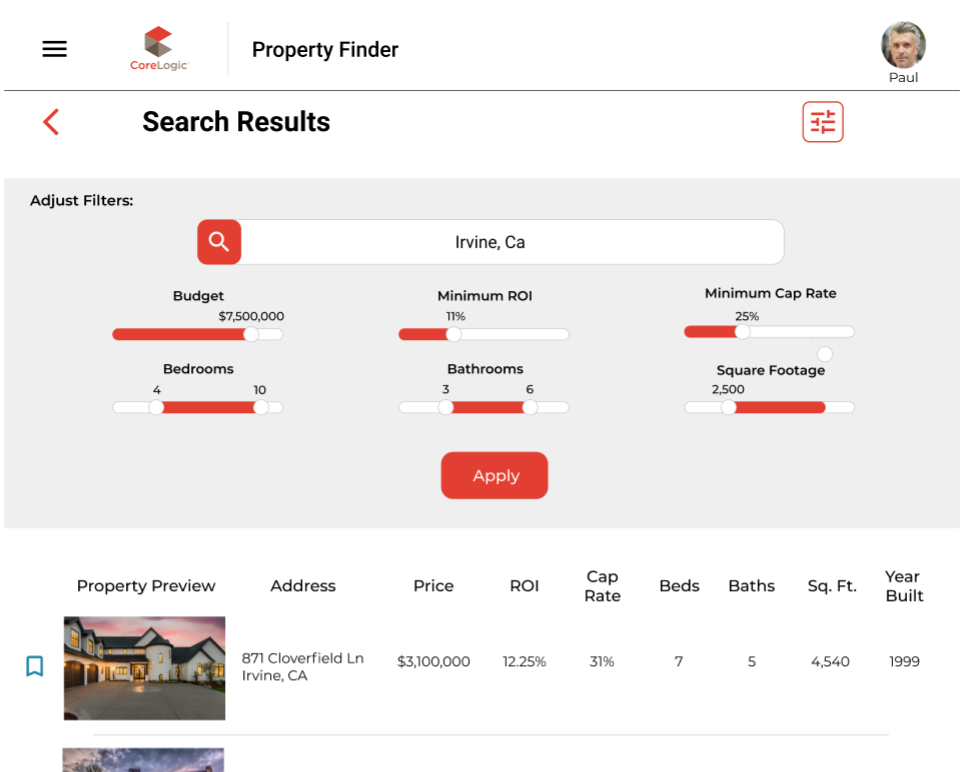 CoreLogic
Property Finder
Paul
Search Results
Adjust Filters:
Irvine, Ca
Budget
$7,500,000
Minimum ROI
11%
Minimum Cap Rate
25%
Bedrooms
4 10
Bathrooms
3 6
Square Footage
2,500
Apply
Property Preview Address Price ROI Cap Rate Beds Baths Sq. Ft. Year Built
871 Cloverfield Ln
Irvine, CA
$3,100,000 12.25% 31% 7 5 4,540 1999